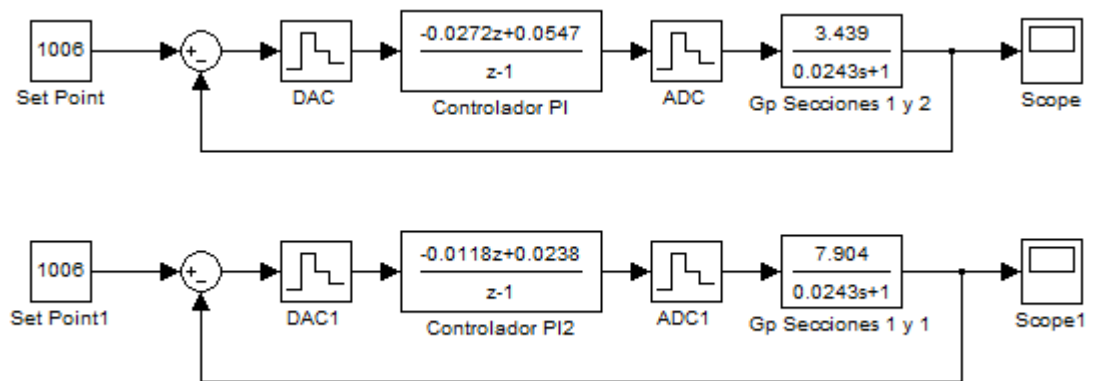 1006
Set Point
+
−
DAC
-0.0272z+0.0547
z-1
Controlador PI
ADC
3.439
0.0243s+1
Gp Secciones 1 y 2
Scope
1006
Set Point1
+
−
DAC1
-0.0118z+0.0238
z-1
Controlador PI2
ADC1
7.904
0.0243s+1
Gp Secciones 1 y 1
Scope1